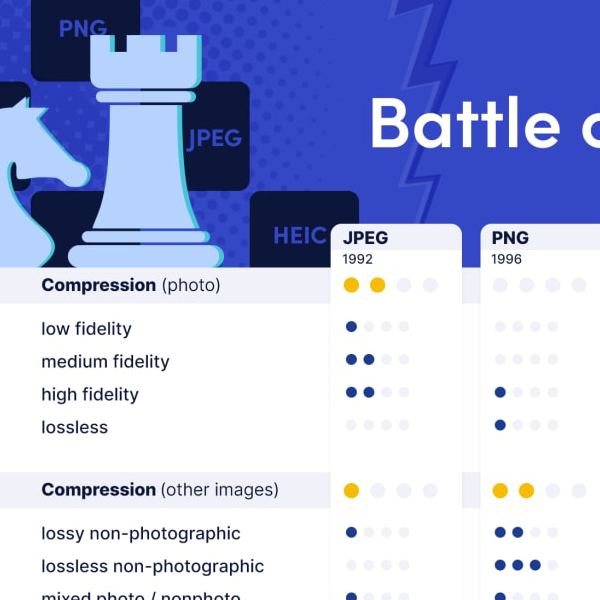 PNG
JPEG
HEIC
Battle
JPEG
1992
PNG
1996
Compression (photo)
low fidelity
medium fidelity
high fidelity
lossless
Compression (other images)
lossy non-photographic
lossless non-photographic
mixed photo / nonphoto